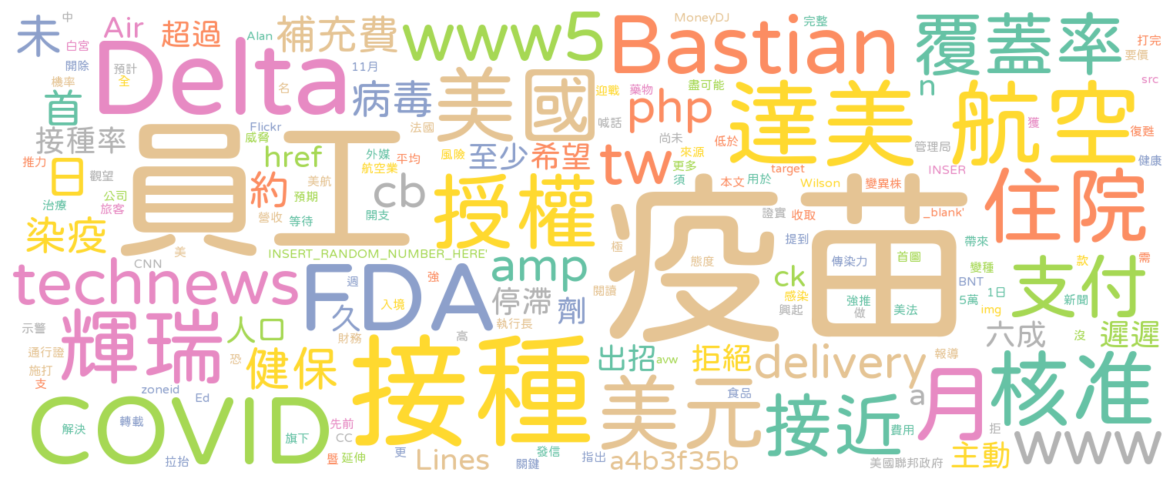 未
中
白宮
開除
機率
Air
超過
Alan
預計
全
Delta
名
補充費
11月
www5
Bastian
MoneyDJ
完整
覆蓋率
打完
要價
src
首
接種率
推力
觀望
日
公司
旅客
治療
染疫
員工
威脅
Flickr
href
約
預期
營收
等待
美航
病毒
法國
外媒
航空業
平均
cb
開支
美國
風險
至少
希望
授權
迎戰
藥物
盡可能
喊話
php
尚未
tw
來源
更多
須
低於
本文
用於
target
達美
Wilson
變異株
證實
收取
n
管理局
INSER
獲
航空
復甦
健康
_blank'
住院
帶來
需
美
CNN
INSERT_RANDOM_NUMBER_HERE'
technews
示警
通行證
施打
支
輝瑞
人口
恐
健保
FDA
週
久
入境
財務
強
高
amp
停滯
劑
執行長
閱讀
極
態度
疫苗
提到
傳染力
首圖
ck
感染
興起
強推
做
美法
變種
BNT
5萬
1日
新聞
款
img
支付
六成
沒
遲遲
COVID
解決
轉載
拉抬
zoneid
Ed
旗下
先前
暨
CC
延伸
更
接種
Lines
關鍵
發信
指出
出招
avw
拒絕
美元
食品
a4b3f35b
delivery
報導
接近
費用
a
美國聯邦政府
月
主動
拒
核准
www